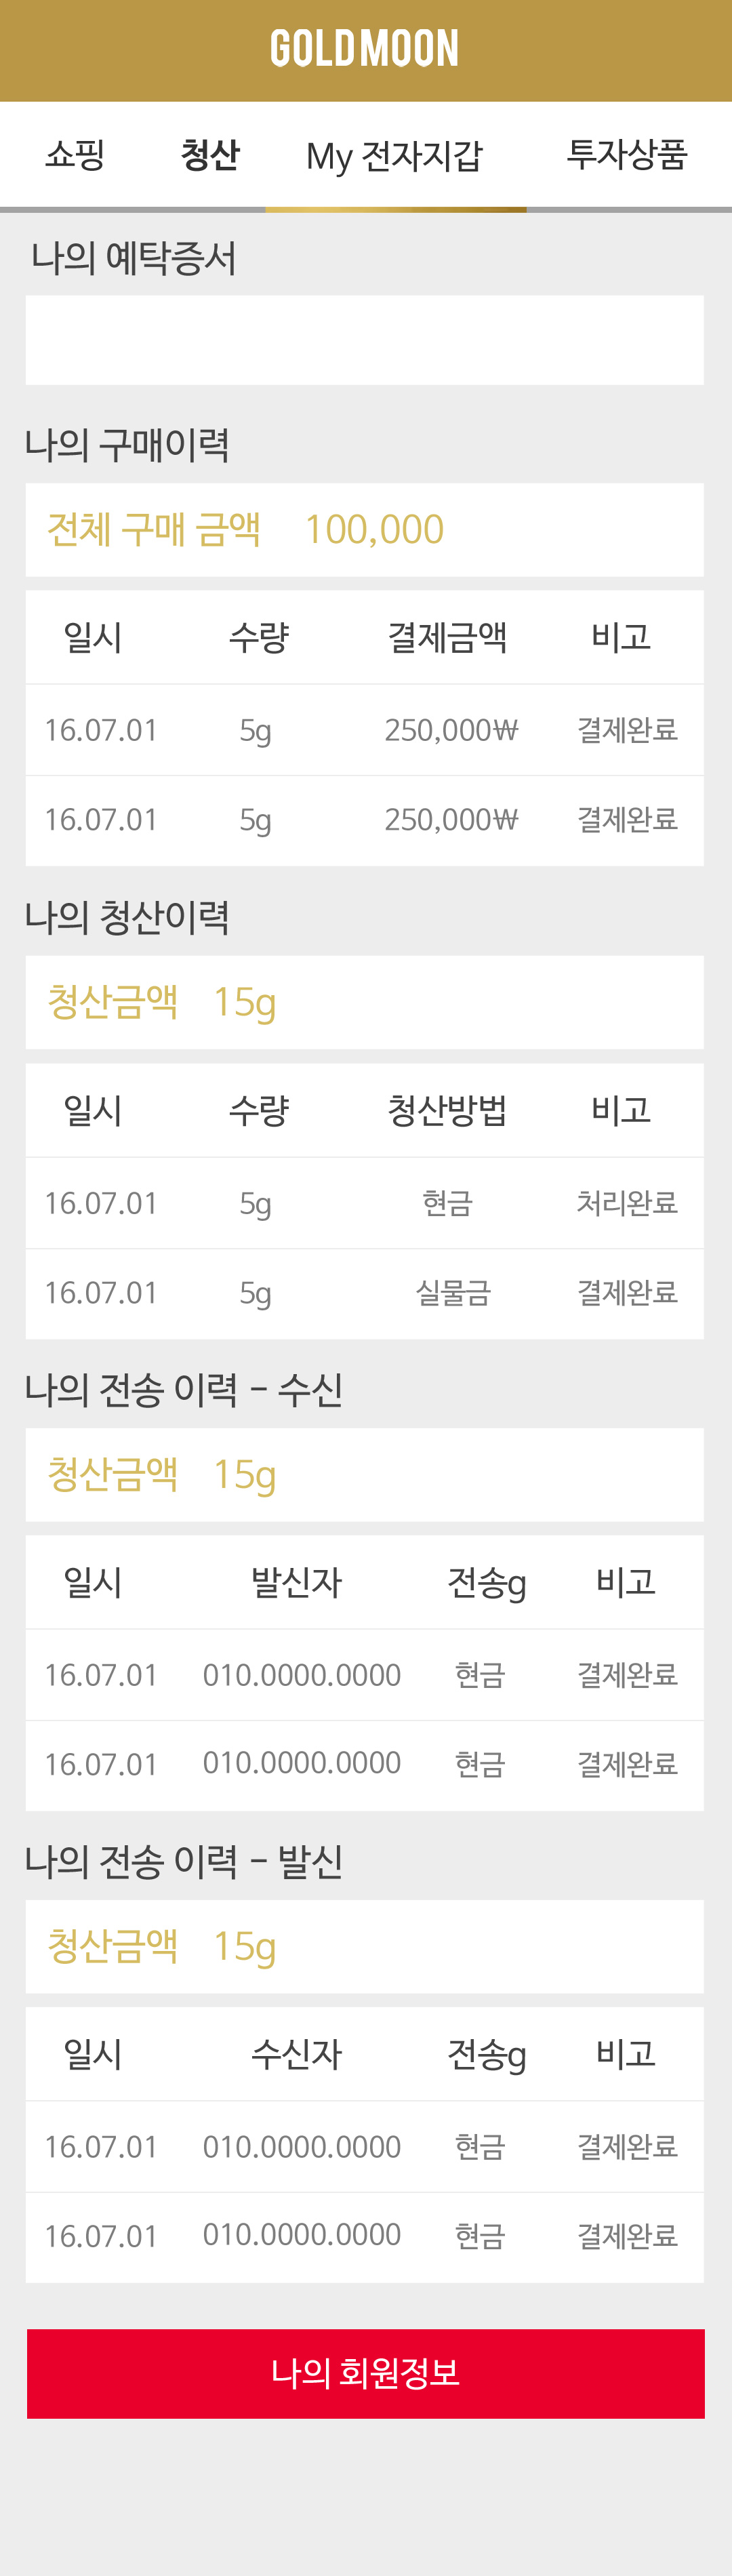 GOLDMOON
쇼핑 청산 My 전자지갑 투자상품
나의 예탁증서
나의 구매이력
전체 구매 금액 100,000
일시 수량 결제금액 비고
16.07.01 5g 250,000₩ 결제완료
16.07.01 5g 250,000₩ 결제완료
나의 청산이력
청산금액 15g
일시 수량 청산방법 비고
16.07.01 5g 현금 처리완료
16.07.01 5g 실물금 결제완료
나의 전송 이력 - 수신
청산금액 15g
일시 발신자 전송g 비고
16.07.01 010.0000.0000 현금 결제완료
16.07.01 010.0000.0000 현금 결제완료
나의 전송 이력 - 발신
청산금액 15g
일시 수신자 전송g 비고
16.07.01 010.0000.0000 현금 결제완료
16.07.01 010.0000.0000 현금 결제완료
나의 회원정보